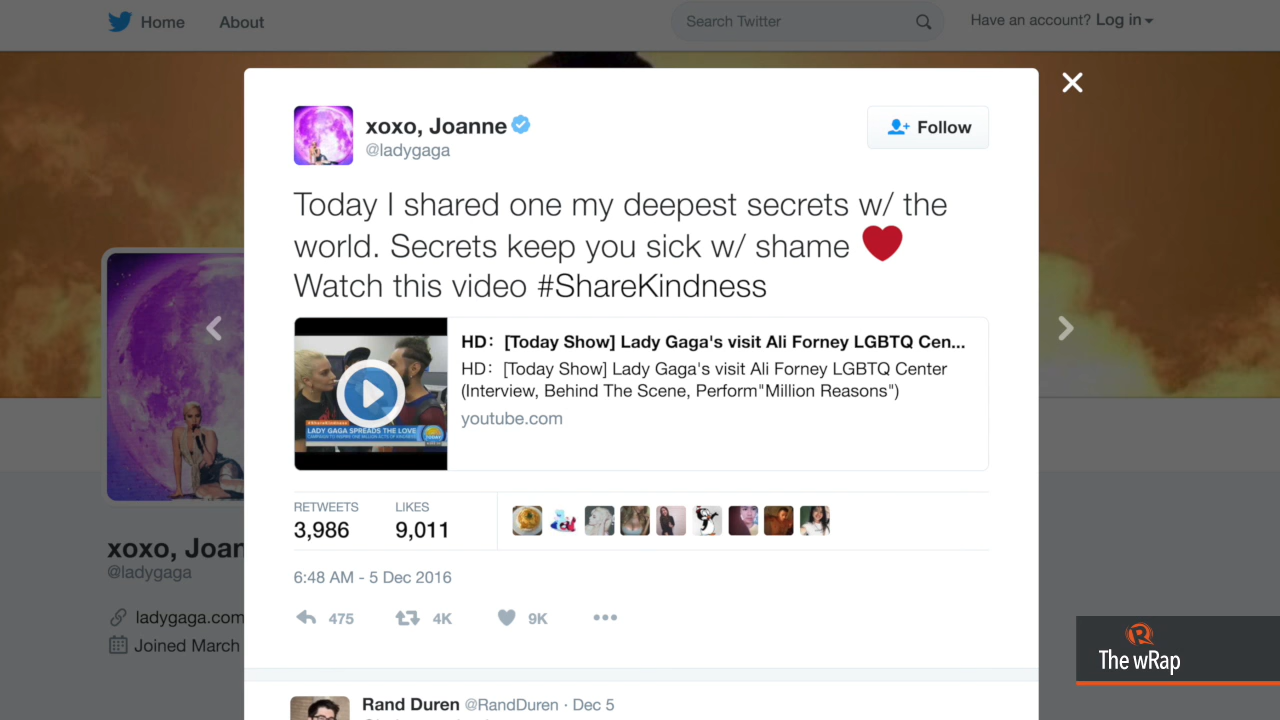 Home About Search Twitter Have an account? Log in
xoxo, Joanne
@ladygaga
Follow
Today I shared one my deepest secrets w/ the
world. Secrets keep you sick w/ shame
Watch this video #ShareKindness
HD：[Today Show] Lady Gaga's visit Ali Forney LGBTQ Cen...
HD：[Today Show] Lady Gaga's visit Ali Forney LGBTQ Center
(Interview, Behind The Scene, Perform"Million Reasons")
youtube.com
#ShareKindness
LADY GAGA SPREADS THE LOVE
TODAY
RETWEETS LIKES
3,986 9,011
6:48 AM - 5 Dec 2016
475 4K 9K
xoxo, Joan
@ladygaga
ladygaga.com
Joined March
The wRap
Rand Duren @RandDuren · Dec 5